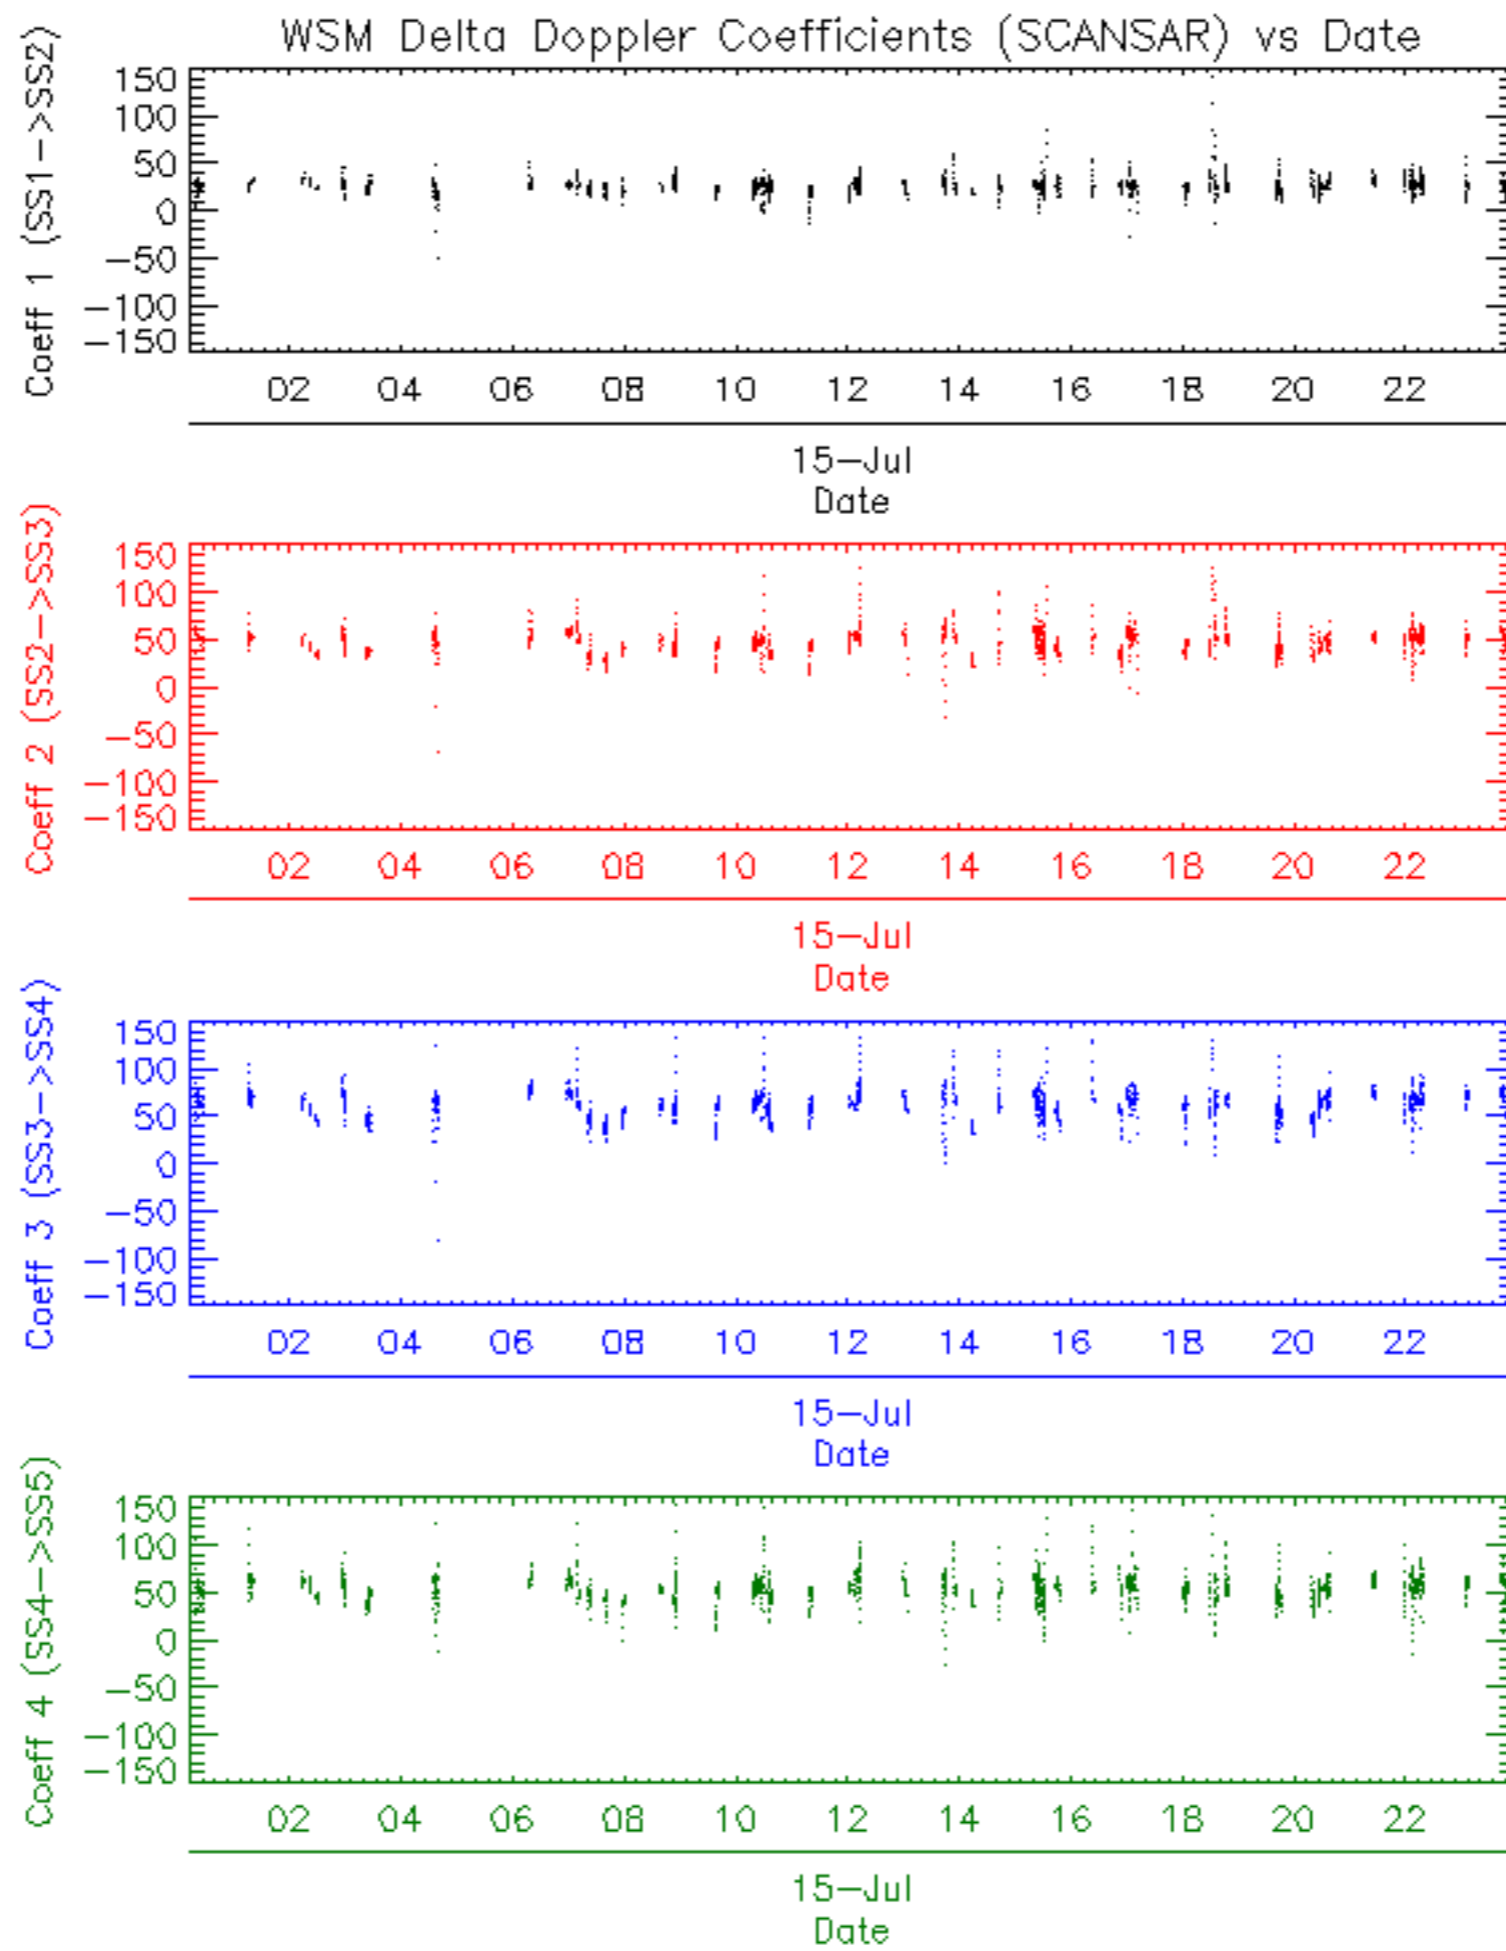 WSM Delta Doppler Coefficients (SCANSAR) vs Date
Coeff 1 (SS1->SS2)
150
100
50
0
-50
-100
-150
02 04 06 08 10 12 14 16 18 20 22
15-Jul
Date
Coeff 2 (SS2->SS3)
150
100
50
0
-50
-100
-150
02 04 06 08 10 12 14 16 18 20 22
15-Jul
Date
Coeff 3 (SS3->SS4)
150
100
50
0
-50
-100
-150
02 04 06 08 10 12 14 16 18 20 22
15-Jul
Date
Coeff 4 (SS4->SS5)
150
100
50
0
-50
-100
-150
02 04 06 08 10 12 14 16 18 20 22
15-Jul
Date